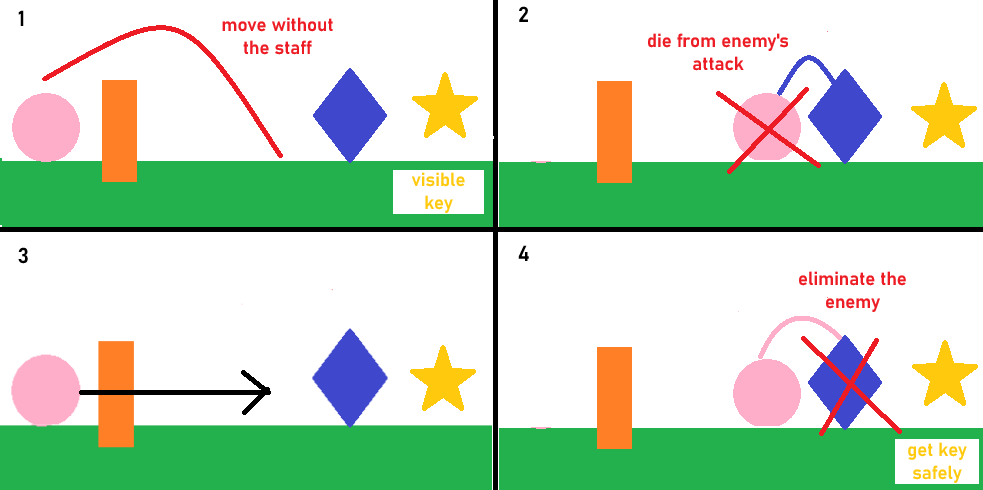 1
move without
the staff
visible
key
2
die from enemy's
attack
3
4
eliminate the
enemy
get key
safely